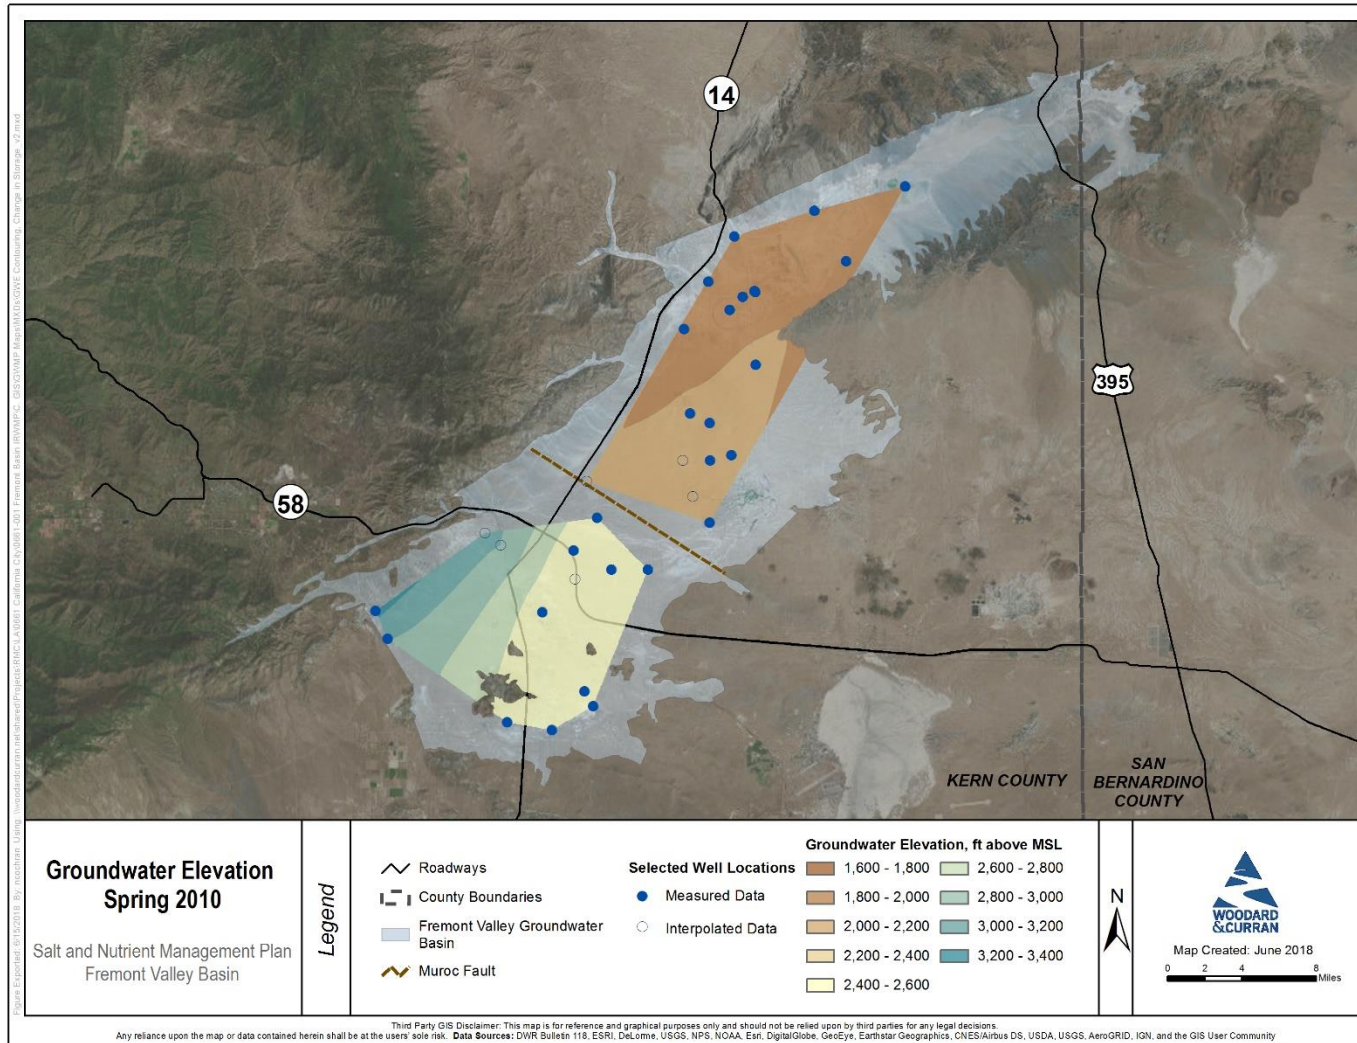 14
395
58
KERN COUNTY
SAN
BERNARDINO
COUNTY
Groundwater Elevation
Spring 2010
Salt and Nutrient Management Plan
Fremont Valley Basin
Legend
Roadways
County Boundaries
Fremont Valley Groundwater
Basin
Muroc Fault
Selected Well Locations
Measured Data
Interpolated Data
Groundwater Elevation, ft above MSL
1,600 - 1,800
1,800 - 2,000
2,000 - 2,200
2,200 - 2,400
2,400 - 2,600
2,600 - 2,800
2,800 - 3,000
3,000 - 3,200
3,200 - 3,400
N
WOODARD
&CURRAN
Map Created: June 2018
0 2 4 8
Miles
Third Party GIS Disclaimer: This map is for reference and graphical purposes only and should not be relied upon by third parties for any legal decisions.
Any reliance upon the map or data contained herein shall be at the users' sole risk. Data Sources: DWR Bulletin 118, ESRI, DeLorme, USGS, NPS, NOAA, Esri, DigitalGlobe, GeoEye, Earthstar Geographics, CNES/Airbus DS, USDA, USGS, AeroGRID, IGN, and the GIS User Community